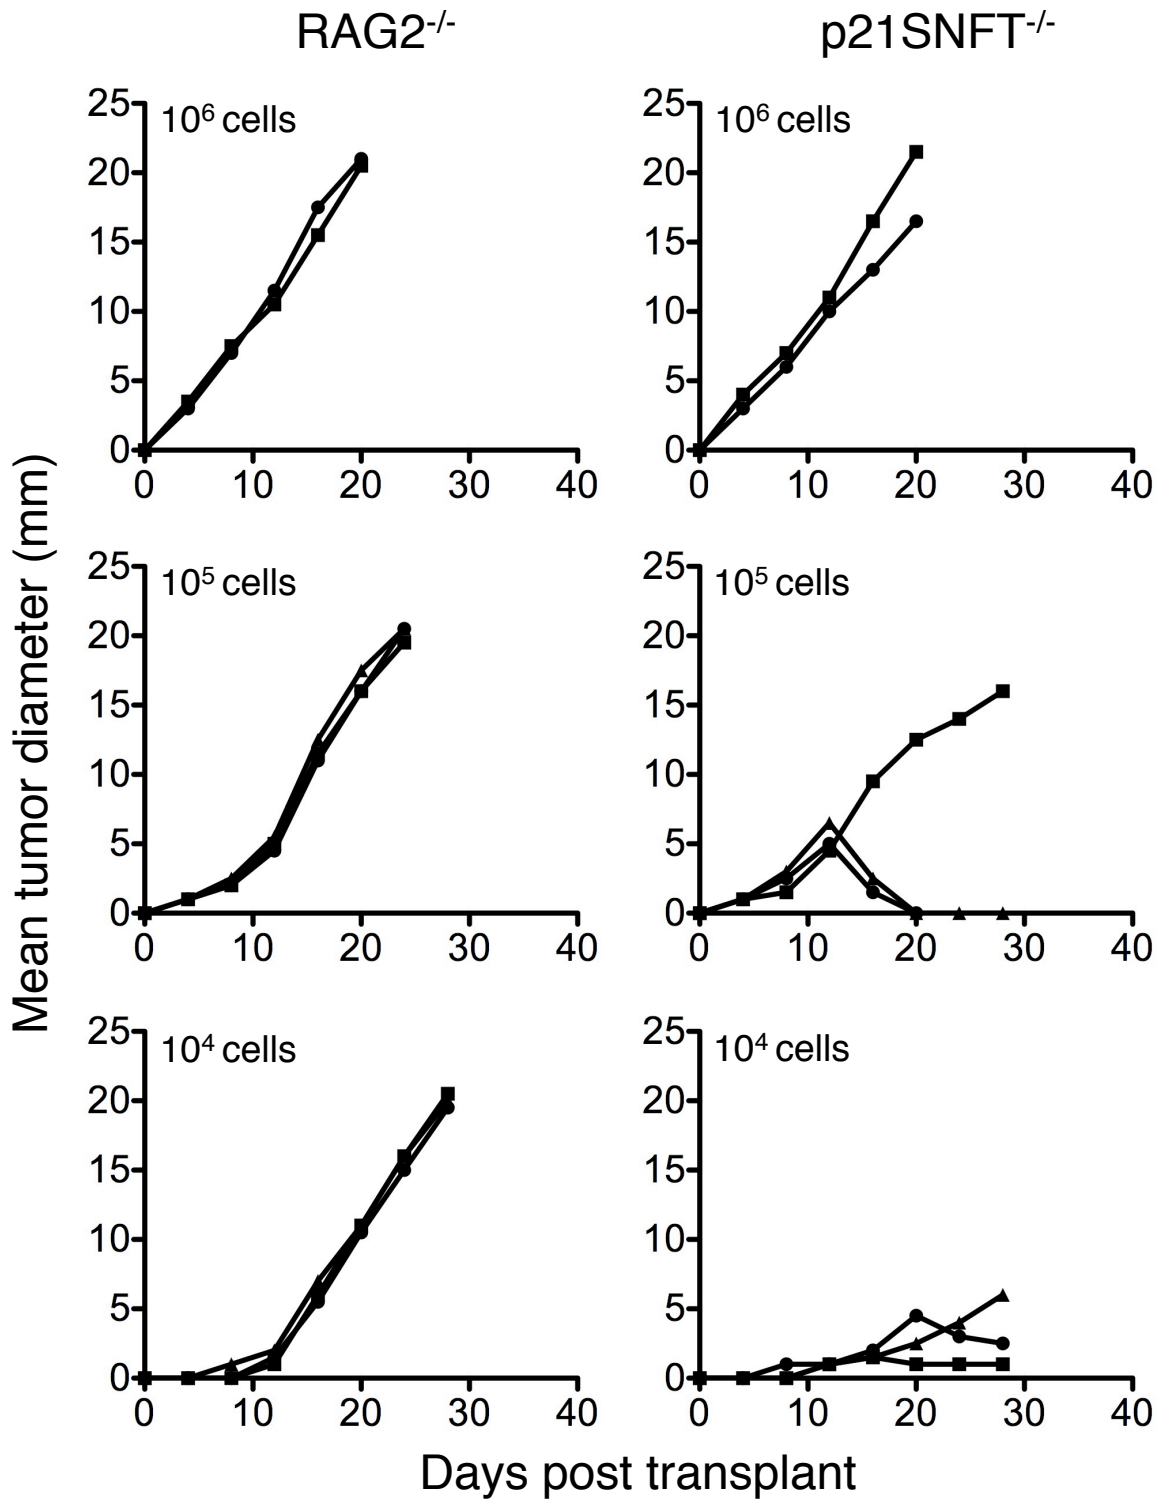 RAG2-/- p21SNFT-/-
Mean tumor diameter (mm)
10⁶ cells
25
20
15
10
5
0
0 10 20 30 40
10⁶ cells
25
20
15
10
5
0
0 10 20 30 40
10⁵ cells
25
20
15
10
5
0
0 10 20 30 40
10⁵ cells
25
20
15
10
5
0
0 10 20 30 40
10⁴ cells
25
20
15
10
5
0
0 10 20 30 40
10⁴ cells
25
20
15
10
5
0
0 10 20 30 40
Days post transplant